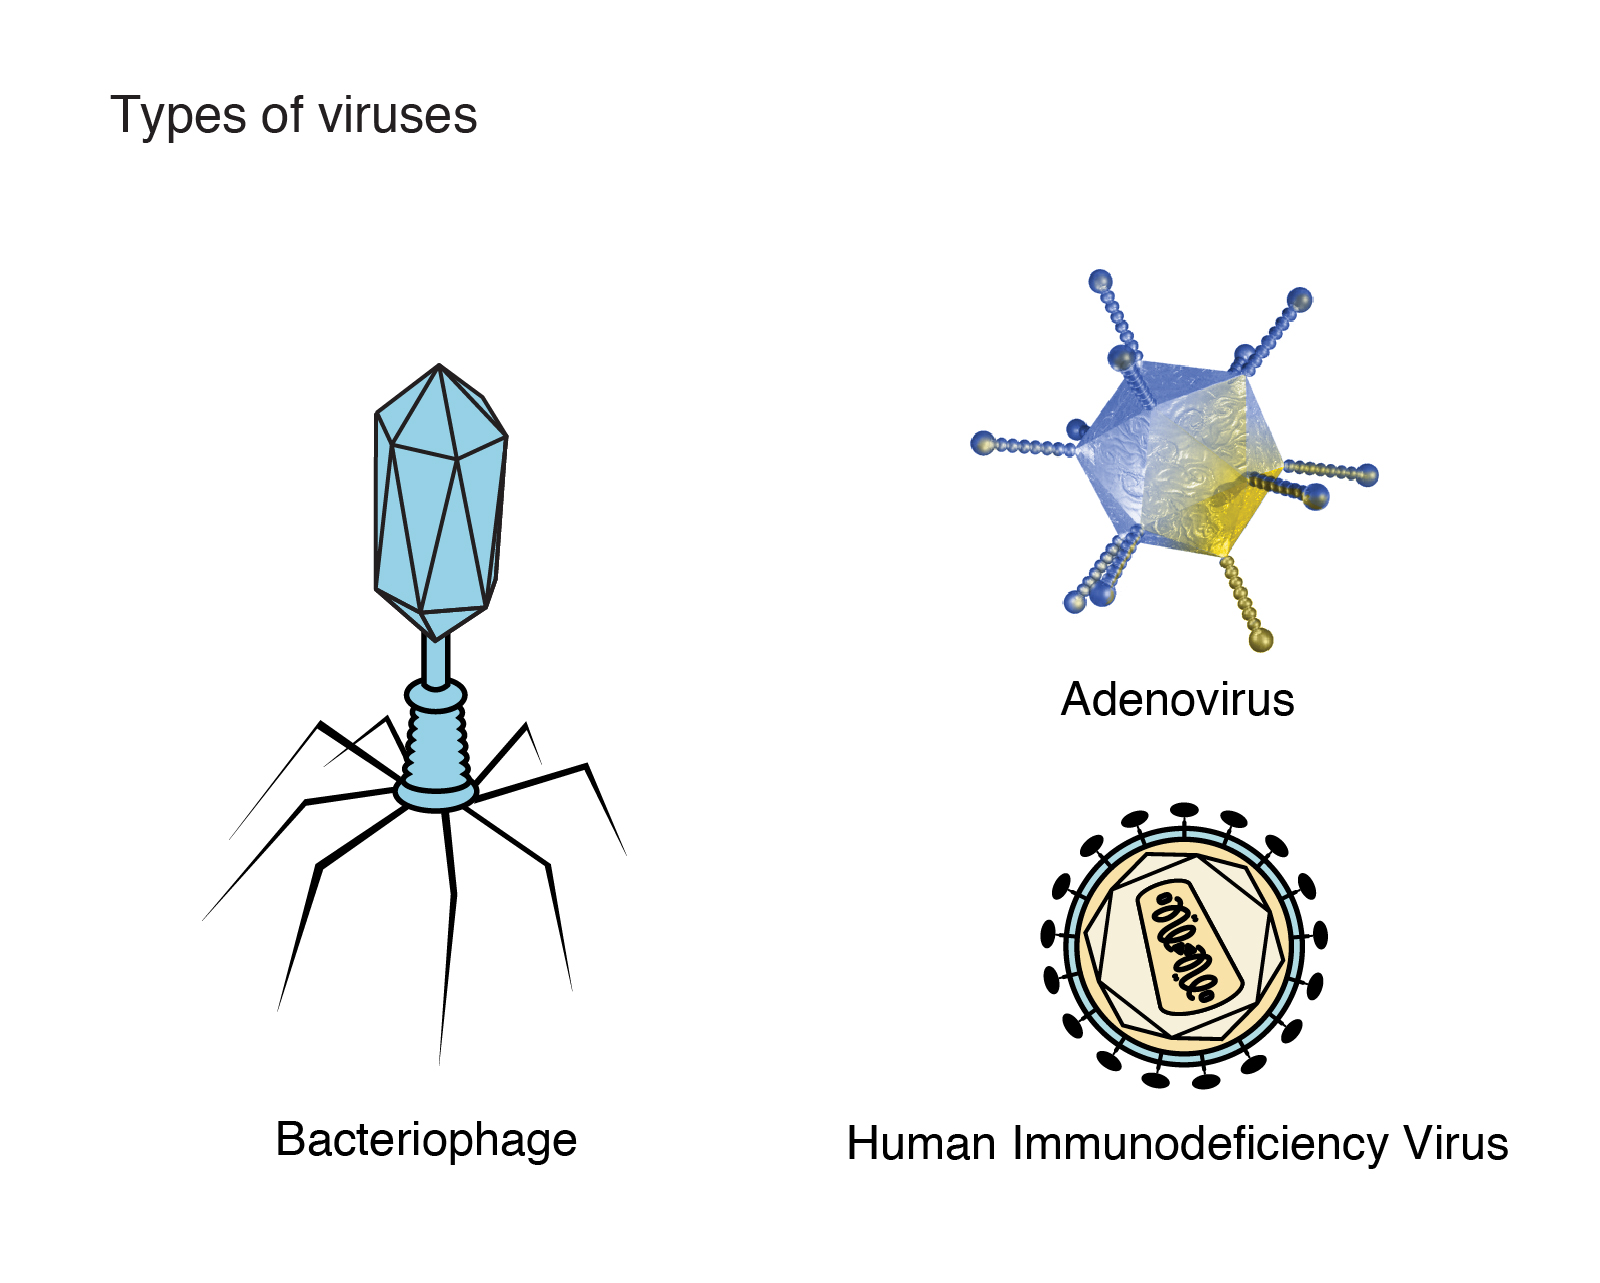 Types of viruses
Adenovirus
Bacteriophage
Human Immunodeficiency Virus